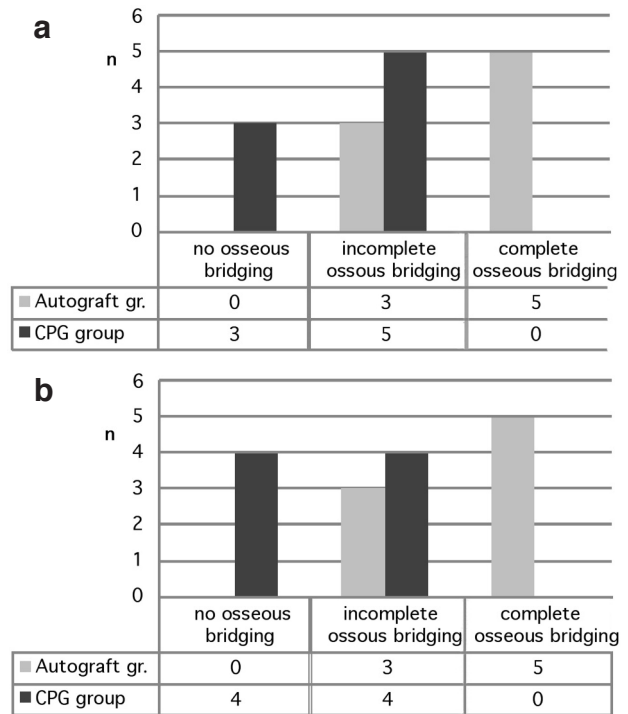 a
n
6
5
4
3
2
1
0
no osseous bridging
incomplete ossous bridging
complete osseous bridging
Autograft gr. 0 3 5
CPG group 3 5 0
b
n
6
5
4
3
2
1
0
no osseous bridging
incomplete ossous bridging
complete osseous bridging
Autograft gr. 0 3 5
CPG group 4 4 0